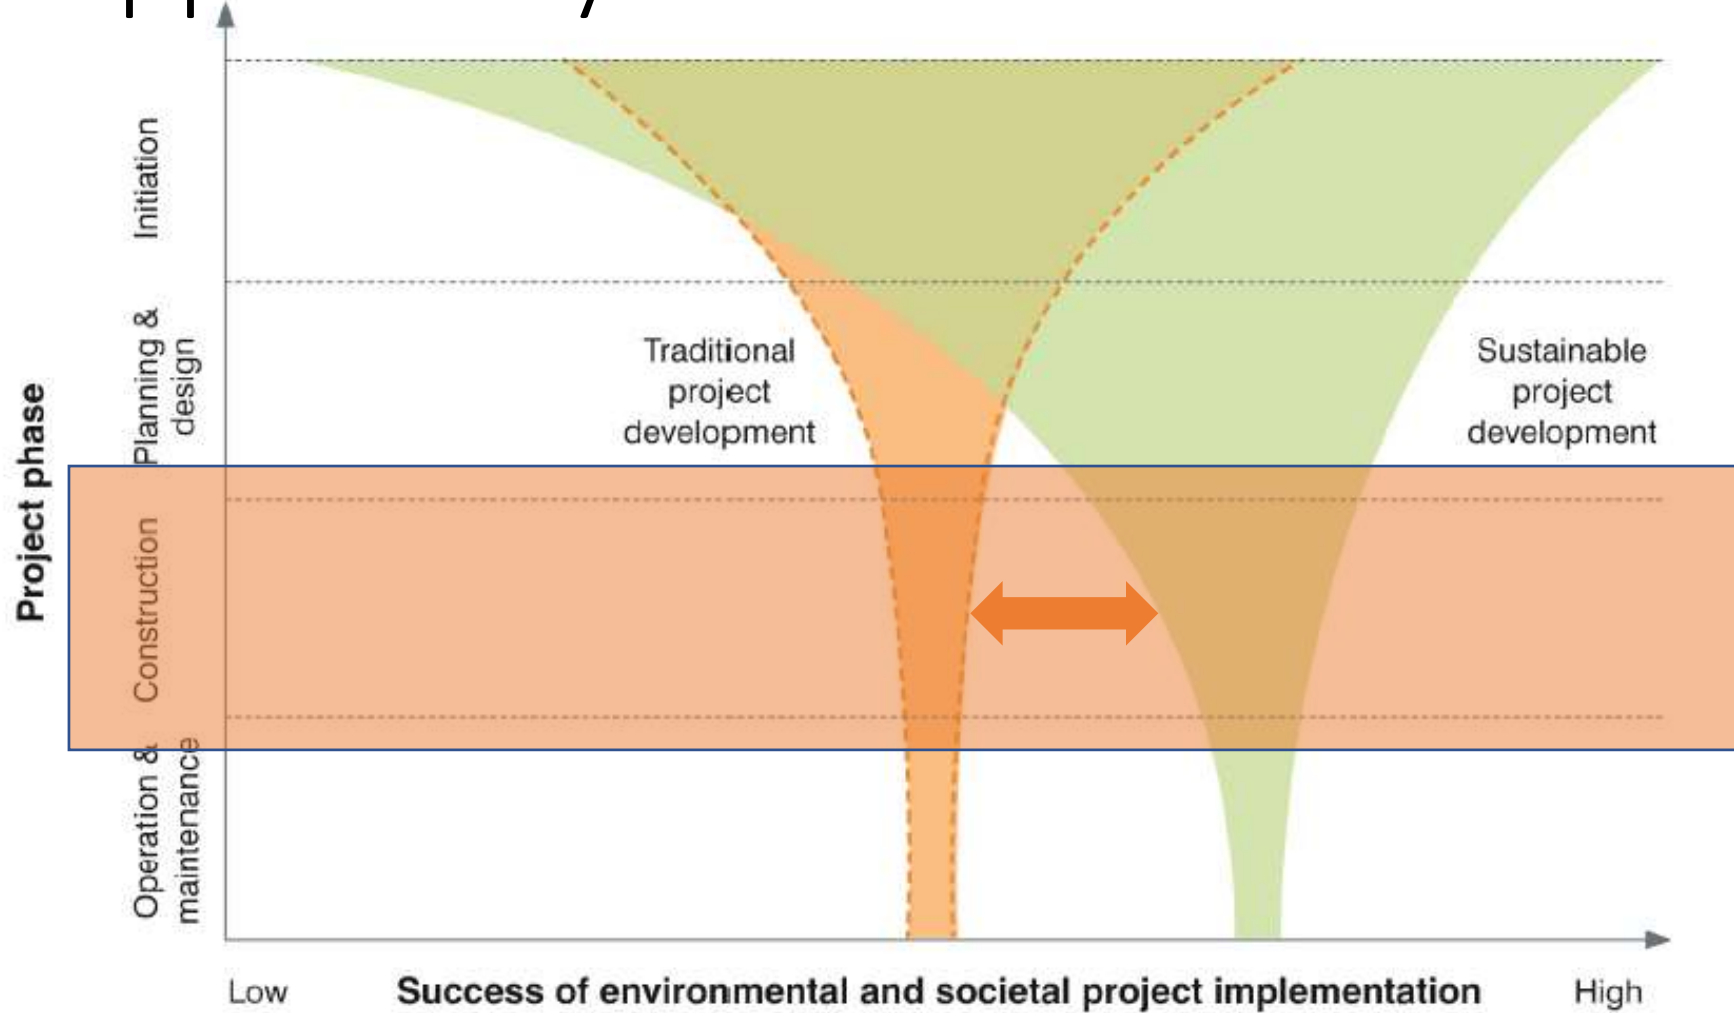 Project phase
Initiation
Planning &
design
Construction
Operation &
maintenance
Traditional
project
development
Sustainable
project
development
Low
Success of environmental and societal project implementation
High